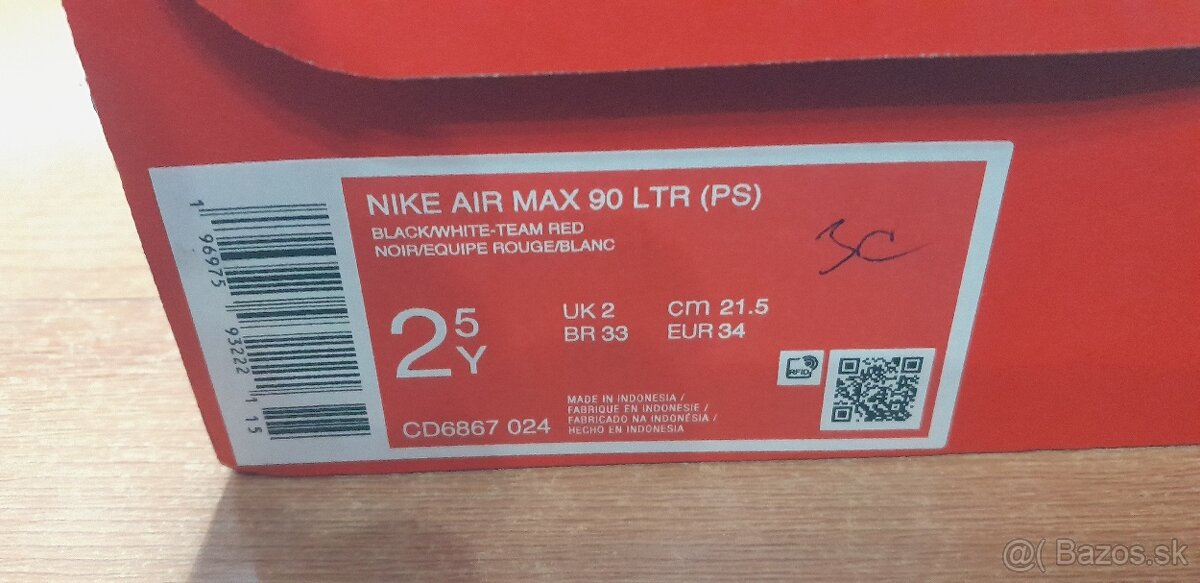 NIKE AIR MAX 90 LTR (PS)
BLACK/WHITE-TEAM RED
NOIR/EQUIPE ROUGE/BLANC
3C
2 5 Y
UK 2 cm 21.5
BR 33 EUR 34
CD6867 024
MADE IN INDONESIA /
FABRIQUE EN INDONESIE /
FABRICADO NA INDONÉSIA /
HECHO EN INDONESIA
RFID
1 96975 93222 1 15
@( Bazos.sk